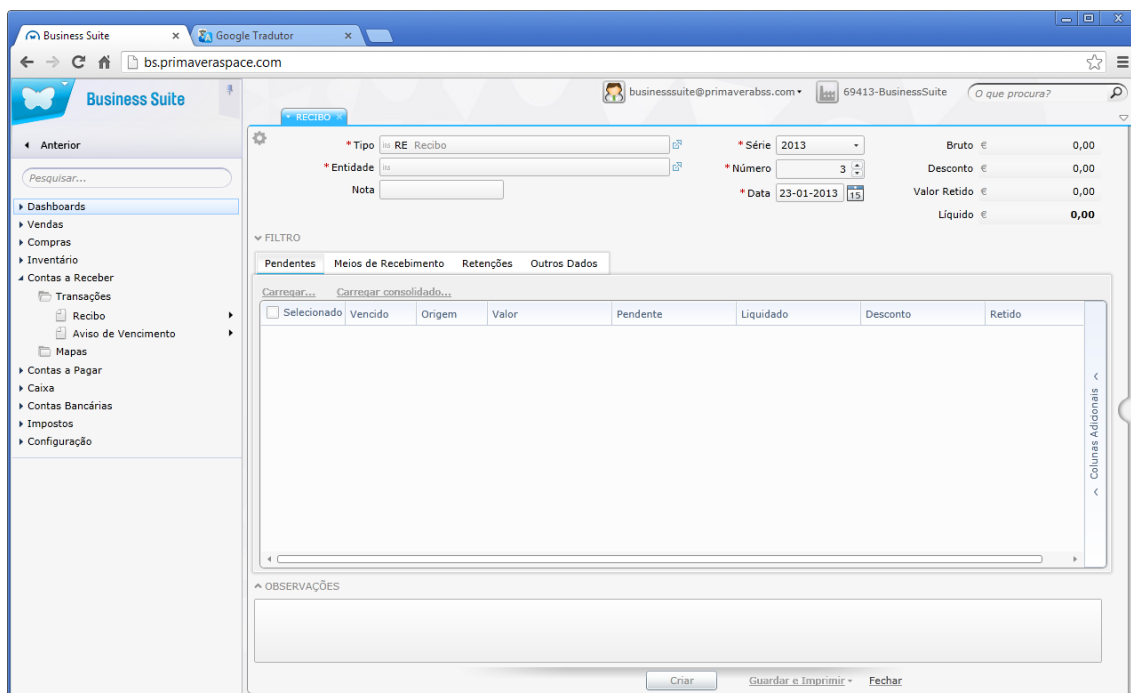 Business Suite
Google Tradutor
bs.primaveraspace.com
Business Suite
businesssuite@primaverabss.com
69413-BusinessSuite
O que procura?
RECIBO
Anterior
Pesquisar...
Dashboards
Vendas
Compras
Inventário
Contas a Receber
Transações
Recibo
Aviso de Vencimento
Mapas
Contas a Pagar
Caixa
Contas Bancárias
Impostos
Configuração
* Tipo RE Recibo * Série 2013 Bruto € 0,00
* Entidade * Número 3 Desconto € 0,00
Nota * Data 23-01-2013 15 Valor Retido € 0,00
Líquido € 0,00
FILTRO
Pendentes Meios de Recebimento Retenções Outros Dados
Carregar... Carregar consolidado...
Selecionado Vencido Origem Valor Pendente Liquidado Desconto Retido
Colunas Adicionais
OBSERVAÇÕES
Criar Guardar e Imprimir Fechar